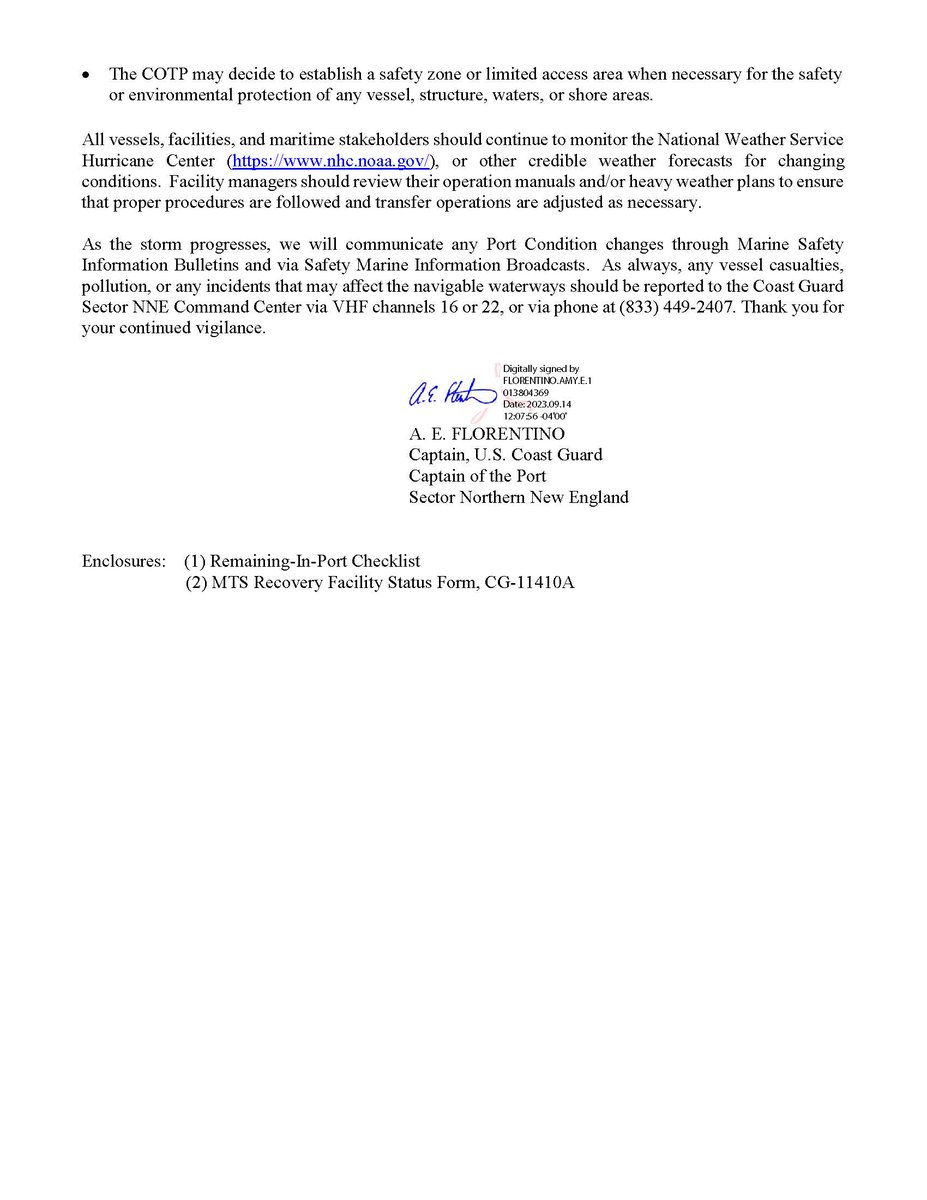 • The COTP may decide to establish a safety zone or limited access area when necessary for the safety
or environmental protection of any vessel, structure, waters, or shore areas.
All vessels, facilities, and maritime stakeholders should continue to monitor the National Weather Service
Hurricane Center (https://www.nhc.noaa.gov/), or other credible weather forecasts for changing
conditions. Facility managers should review their operation manuals and/or heavy weather plans to ensure
that proper procedures are followed and transfer operations are adjusted as necessary.
As the storm progresses, we will communicate any Port Condition changes through Marine Safety
Information Bulletins and via Safety Marine Information Broadcasts. As always, any vessel casualties,
pollution, or any incidents that may affect the navigable waterways should be reported to the Coast Guard
Sector NNE Command Center via VHF channels 16 or 22, or via phone at (833) 449-2407. Thank you for
your continued vigilance.
Digitally signed by
FLORENTINO.AMY.E.1
013804369
Date: 2023.09.14
12:07:56 -04'00'
A. E. FLORENTINO
Captain, U.S. Coast Guard
Captain of the Port
Sector Northern New England
Enclosures: (1) Remaining-In-Port Checklist
(2) MTS Recovery Facility Status Form, CG-11410A